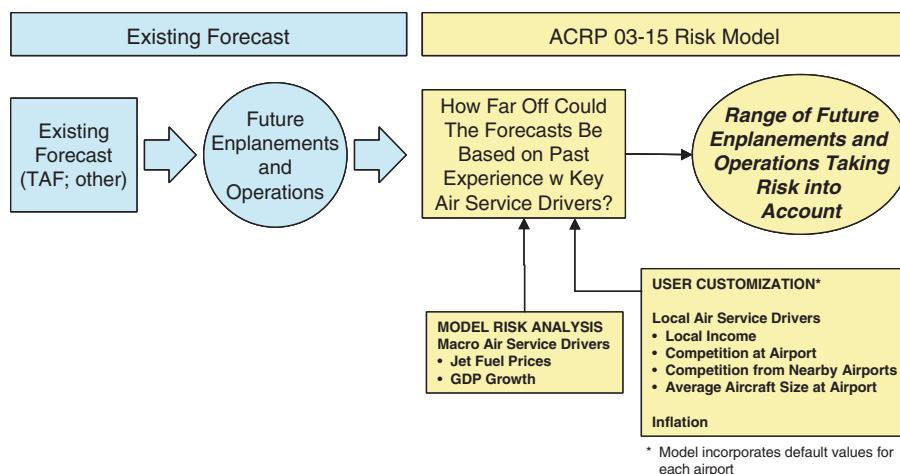 Existing Forecast
ACRP 03-15 Risk Model
Existing
Forecast
(TAF; other)
Future
Enplanements
and
Operations
How Far Off Could
The Forecasts Be
Based on Past
Experience w Key
Air Service Drivers?
Range of Future
Enplanements and
Operations Taking
Risk into
Account
MODEL RISK ANALYSIS
Macro Air Service Drivers
• Jet Fuel Prices
• GDP Growth
USER CUSTOMIZATION*
Local Air Service Drivers
• Local Income
• Competition at Airport
• Competition from Nearby Airports
• Average Aircraft Size at Airport
Inflation
* Model incorporates default values for
each airport